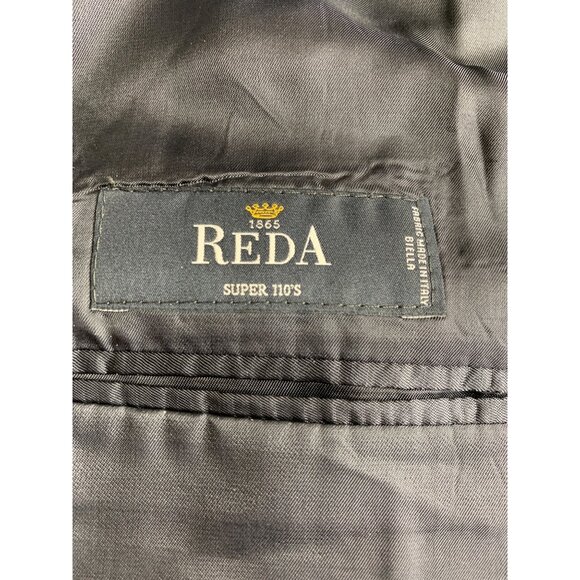 1865
REDA
SUPER 110'S
FABRIC MADE IN ITALY
BIELLA